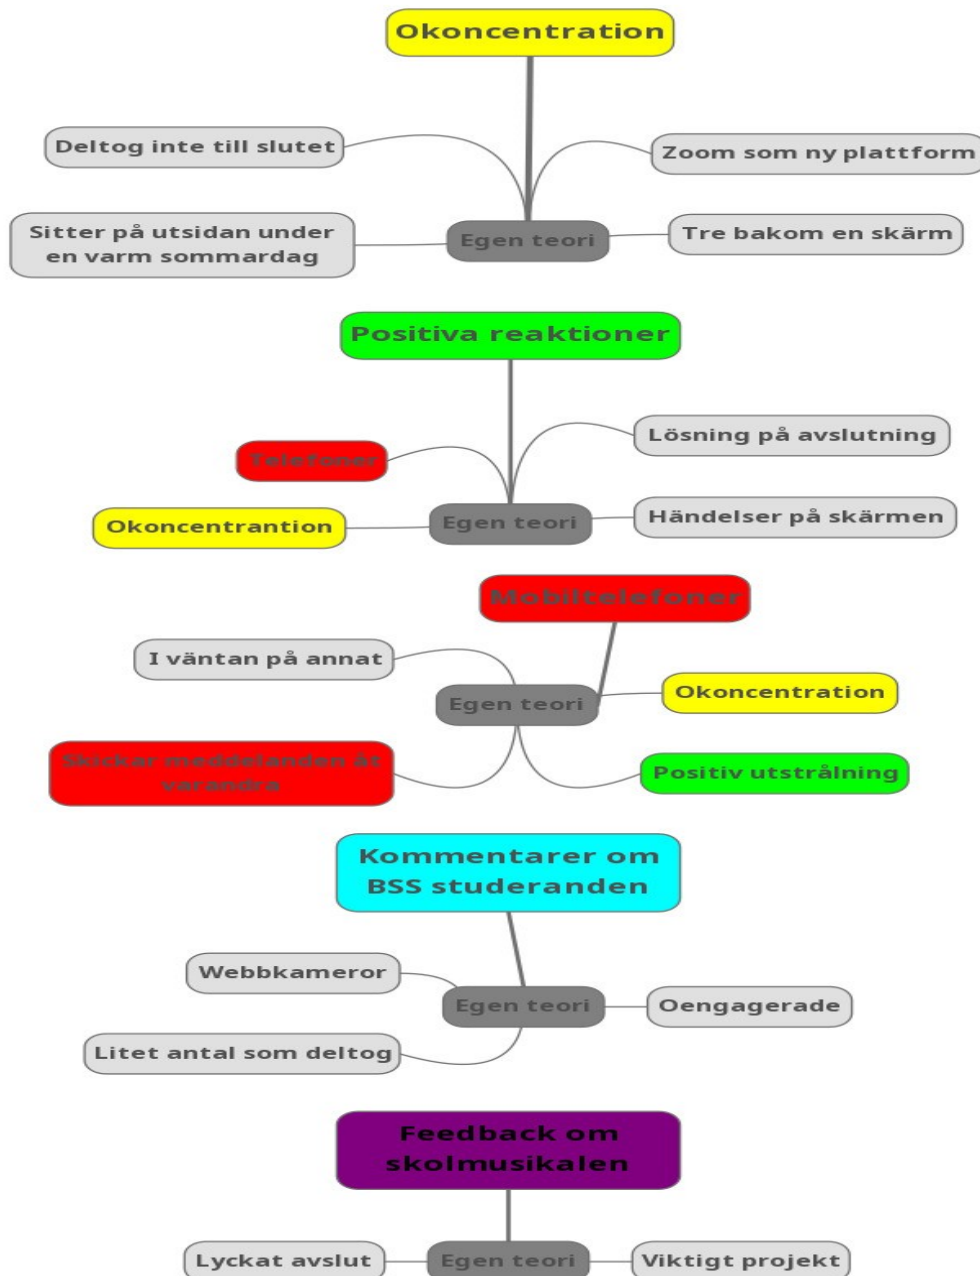 Okoncentration
Deltog inte till slutet
Zoom som ny plattform
Sitter på utsidan under
en varm sommardag
Egen teori
Tre bakom en skärm
Positiva reaktioner
Lösning på avslutning
Telefoner
Okoncentrantion
Egen teori
Händelser på skärmen
Mobiltelefoner
I väntan på annat
Egen teori
Okoncentration
Skickar meddelanden åt
varandra
Positiv utstrålning
Kommentarer om
BSS studeranden
Webbkameror
Egen teori
Oengagerade
Litet antal som deltog
Feedback om
skolmusikalen
Lyckat avslut
Egen teori
Viktigt projekt